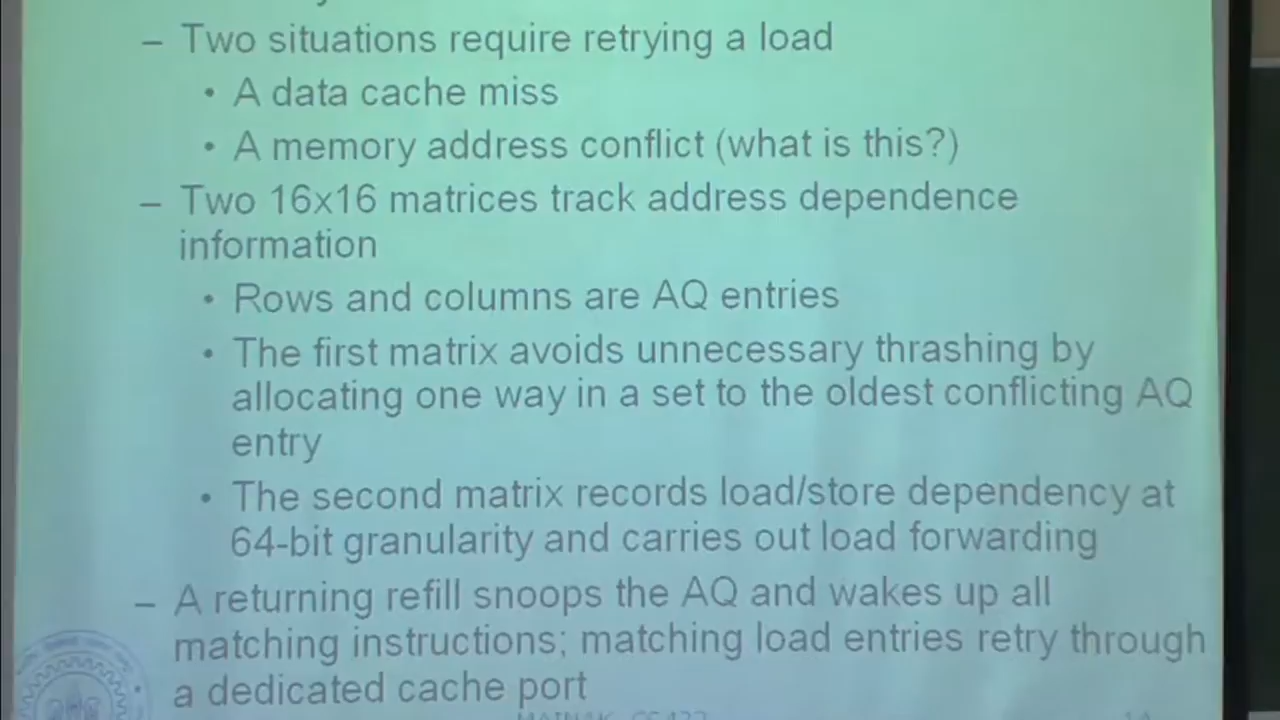 – Two situations require retrying a load
• A data cache miss
• A memory address conflict (what is this?)
– Two 16x16 matrices track address dependence
information
• Rows and columns are AQ entries
• The first matrix avoids unnecessary thrashing by
allocating one way in a set to the oldest conflicting AQ
entry
• The second matrix records load/store dependency at
64-bit granularity and carries out load forwarding
– A returning refill snoops the AQ and wakes up all
matching instructions; matching load entries retry through
a dedicated cache port